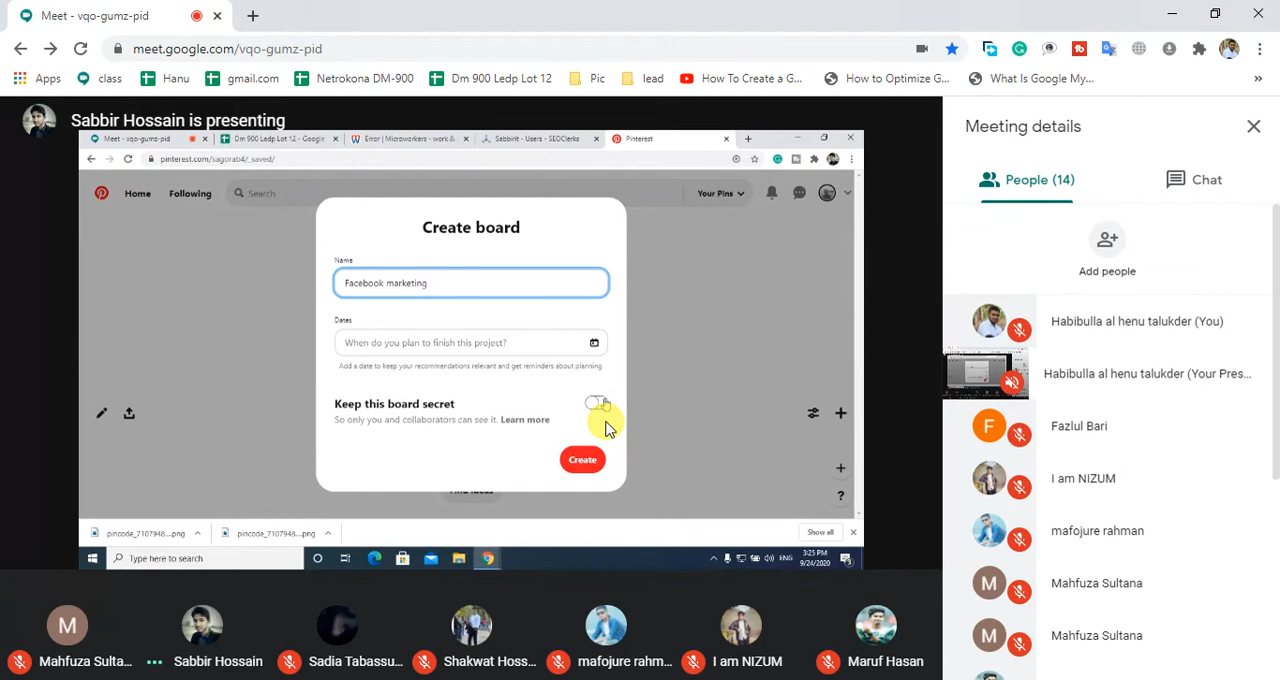 Meet - vqo-gumz-pid
meet.google.com/vqo-gumz-pid
Apps class Hanu gmail.com Netrokona DM-900 Dm 900 Ledp Lot 12 Pic lead How To Create a G... How to Optimize G... What Is Google My... »
Sabbir Hossain is presenting
Meet - vqo-gumz-pid Dm 900 Ledp Lot 12 - Google Error | Microworkers - work & Sabbirit - Users - SEOClerks Pinterest
pinterest.com/sagorab4/_saved/
Home Following Search Your Pins
Create board
Name
Facebook marketing
Dates
When do you plan to finish this project?
Add a date to keep your recommendations relevant and get reminders about planning
Keep this board secret
So only you and collaborators can see it. Learn more
Create
Find ideas
?
pincode_7107948....png pincode_7107948....png Show all
Type here to search ENG 3:25 PM
9/24/2020
Meeting details
People (14) Chat
Add people
Habibulla al henu talukder (You)
Habibulla al henu talukder (Your Pres...
F Fazlul Bari
I am NIZUM
mafojure rahman
M Mahfuza Sultana
M Mahfuza Sultana
M
Mahfuza Sulta... Sabbir Hossain Sadia Tabassu... Shakwat Hoss... mafojure rahm... I am NIZUM Maruf Hasan